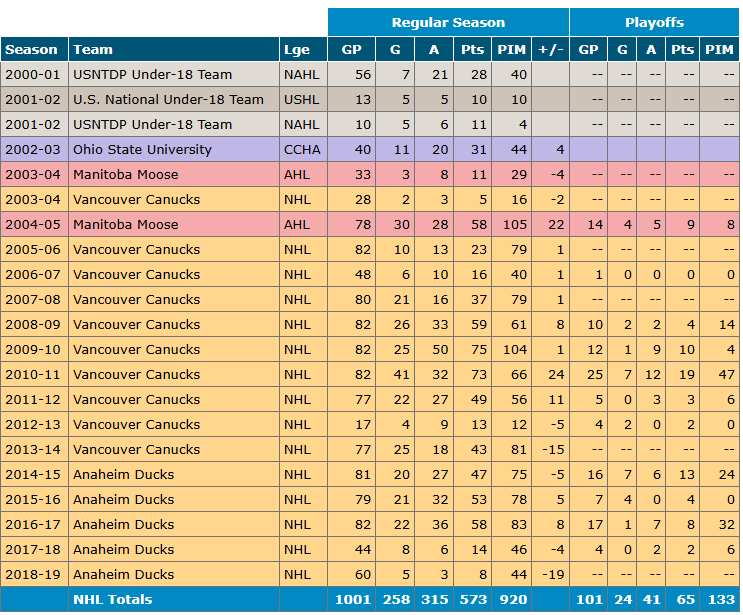 Regular Season Playoffs
Season Team Lge GP G A Pts PIM +/- GP G A Pts PIM
2000-01 USNTDP Under-18 Team NAHL 56 7 21 28 40 -- -- -- -- --
2001-02 U.S. National Under-18 Team USHL 13 5 5 10 10 -- -- -- -- --
2001-02 USNTDP Under-18 Team NAHL 10 5 6 11 4 -- -- -- -- --
2002-03 Ohio State University CCHA 40 11 20 31 44 4
2003-04 Manitoba Moose AHL 33 3 8 11 29 -4 -- -- -- -- --
2003-04 Vancouver Canucks NHL 28 2 3 5 16 -2 -- -- -- -- --
2004-05 Manitoba Moose AHL 78 30 28 58 105 22 14 4 5 9 8
2005-06 Vancouver Canucks NHL 82 10 13 23 79 1 -- -- -- -- --
2006-07 Vancouver Canucks NHL 48 6 10 16 40 1 1 0 0 0 0
2007-08 Vancouver Canucks NHL 80 21 16 37 79 1 -- -- -- -- --
2008-09 Vancouver Canucks NHL 82 26 33 59 61 8 10 2 2 4 14
2009-10 Vancouver Canucks NHL 82 25 50 75 104 1 12 1 9 10 4
2010-11 Vancouver Canucks NHL 82 41 32 73 66 24 25 7 12 19 47
2011-12 Vancouver Canucks NHL 77 22 27 49 56 11 5 0 3 3 6
2012-13 Vancouver Canucks NHL 17 4 9 13 12 -5 4 2 0 2 0
2013-14 Vancouver Canucks NHL 77 25 18 43 81 -15 -- -- -- -- --
2014-15 Anaheim Ducks NHL 81 20 27 47 75 -5 16 7 6 13 24
2015-16 Anaheim Ducks NHL 79 21 32 53 78 5 7 4 0 4 0
2016-17 Anaheim Ducks NHL 82 22 36 58 83 8 17 1 7 8 32
2017-18 Anaheim Ducks NHL 44 8 6 14 46 -4 4 0 2 2 6
2018-19 Anaheim Ducks NHL 60 5 3 8 44 -19 -- -- -- -- --
NHL Totals 1001 258 315 573 920 101 24 41 65 133